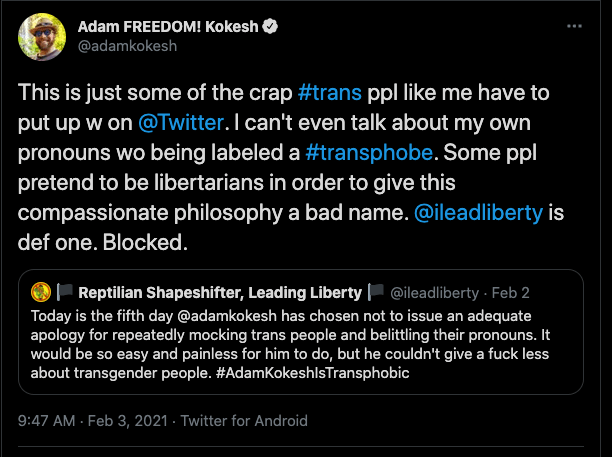 Adam FREEDOM! Kokesh
@adamkokesh
This is just some of the crap #trans ppl like me have to
put up w on @Twitter. I can't even talk about my own
pronouns wo being labeled a #transphobe. Some ppl
pretend to be libertarians in order to give this
compassionate philosophy a bad name. @ileadliberty is
def one. Blocked.
🏴 Reptilian Shapeshifter, Leading Liberty 🏴 @ileadliberty · Feb 2
Today is the fifth day @adamkokesh has chosen not to issue an adequate
apology for repeatedly mocking trans people and belittling their pronouns. It
would be so easy and painless for him to do, but he couldn't give a fuck less
about transgender people. #AdamKokeshIsTransphobic
9:47 AM · Feb 3, 2021 · Twitter for Android